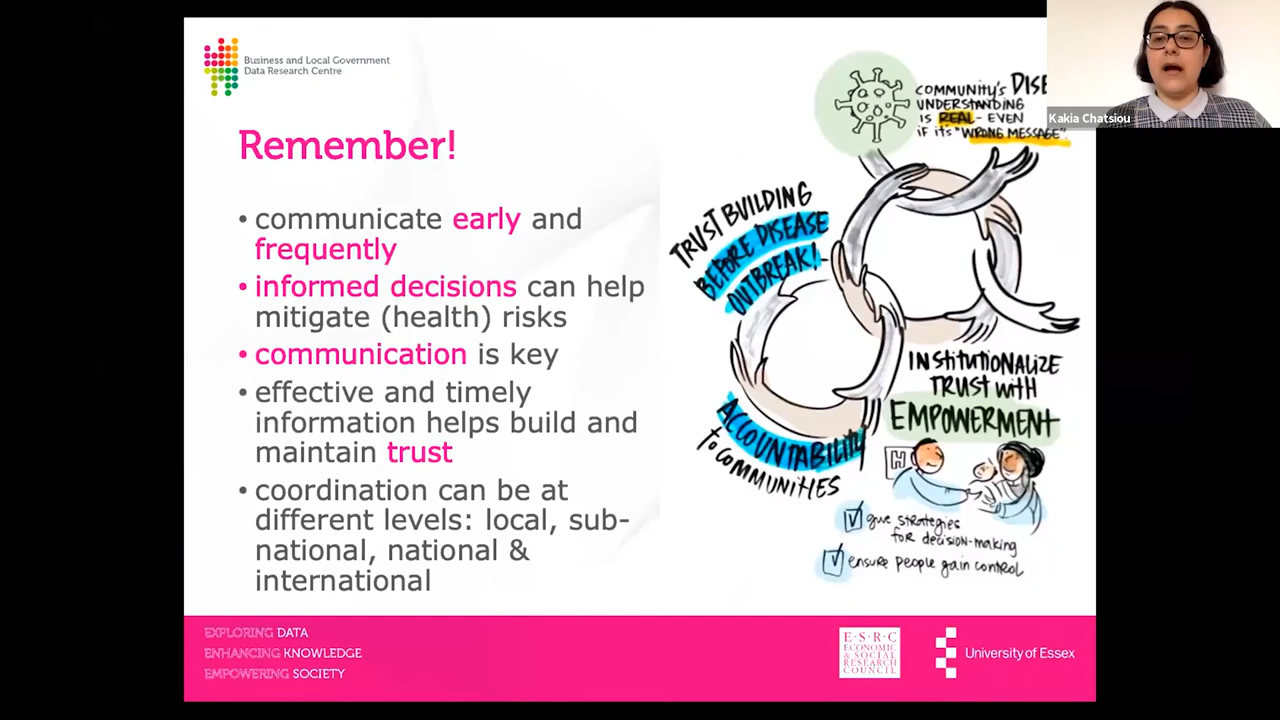 Business and Local Government
Data Research Centre
Remember!
• communicate early and
frequently
• informed decisions can help
mitigate (health) risks
• communication is key
• effective and timely
information helps build and
maintain trust
• coordination can be at
different levels: local, sub-
national, national &
international
COMMUNITY'S
UNDERSTANDING
IS REAL - EVEN
IF ITS "WRONG MESSAGE".
TRUST BUILDING
BEFORE DISEASE
OUTBREAK!
ACCOUNTABILITY
to COMMUNITIES
INSTITUTIONALIZE
TRUST WITH
EMPOWERMENT
H
give strategies
FOR decision-making
ensure people gain control
Kakia Chatsiou
EXPLORING DATA
ENHANCING KNOWLEDGE
EMPOWERING SOCIETY
E·S·R·C
ECONOMIC
& SOCIAL
RESEARCH
COUNCIL
University of Essex